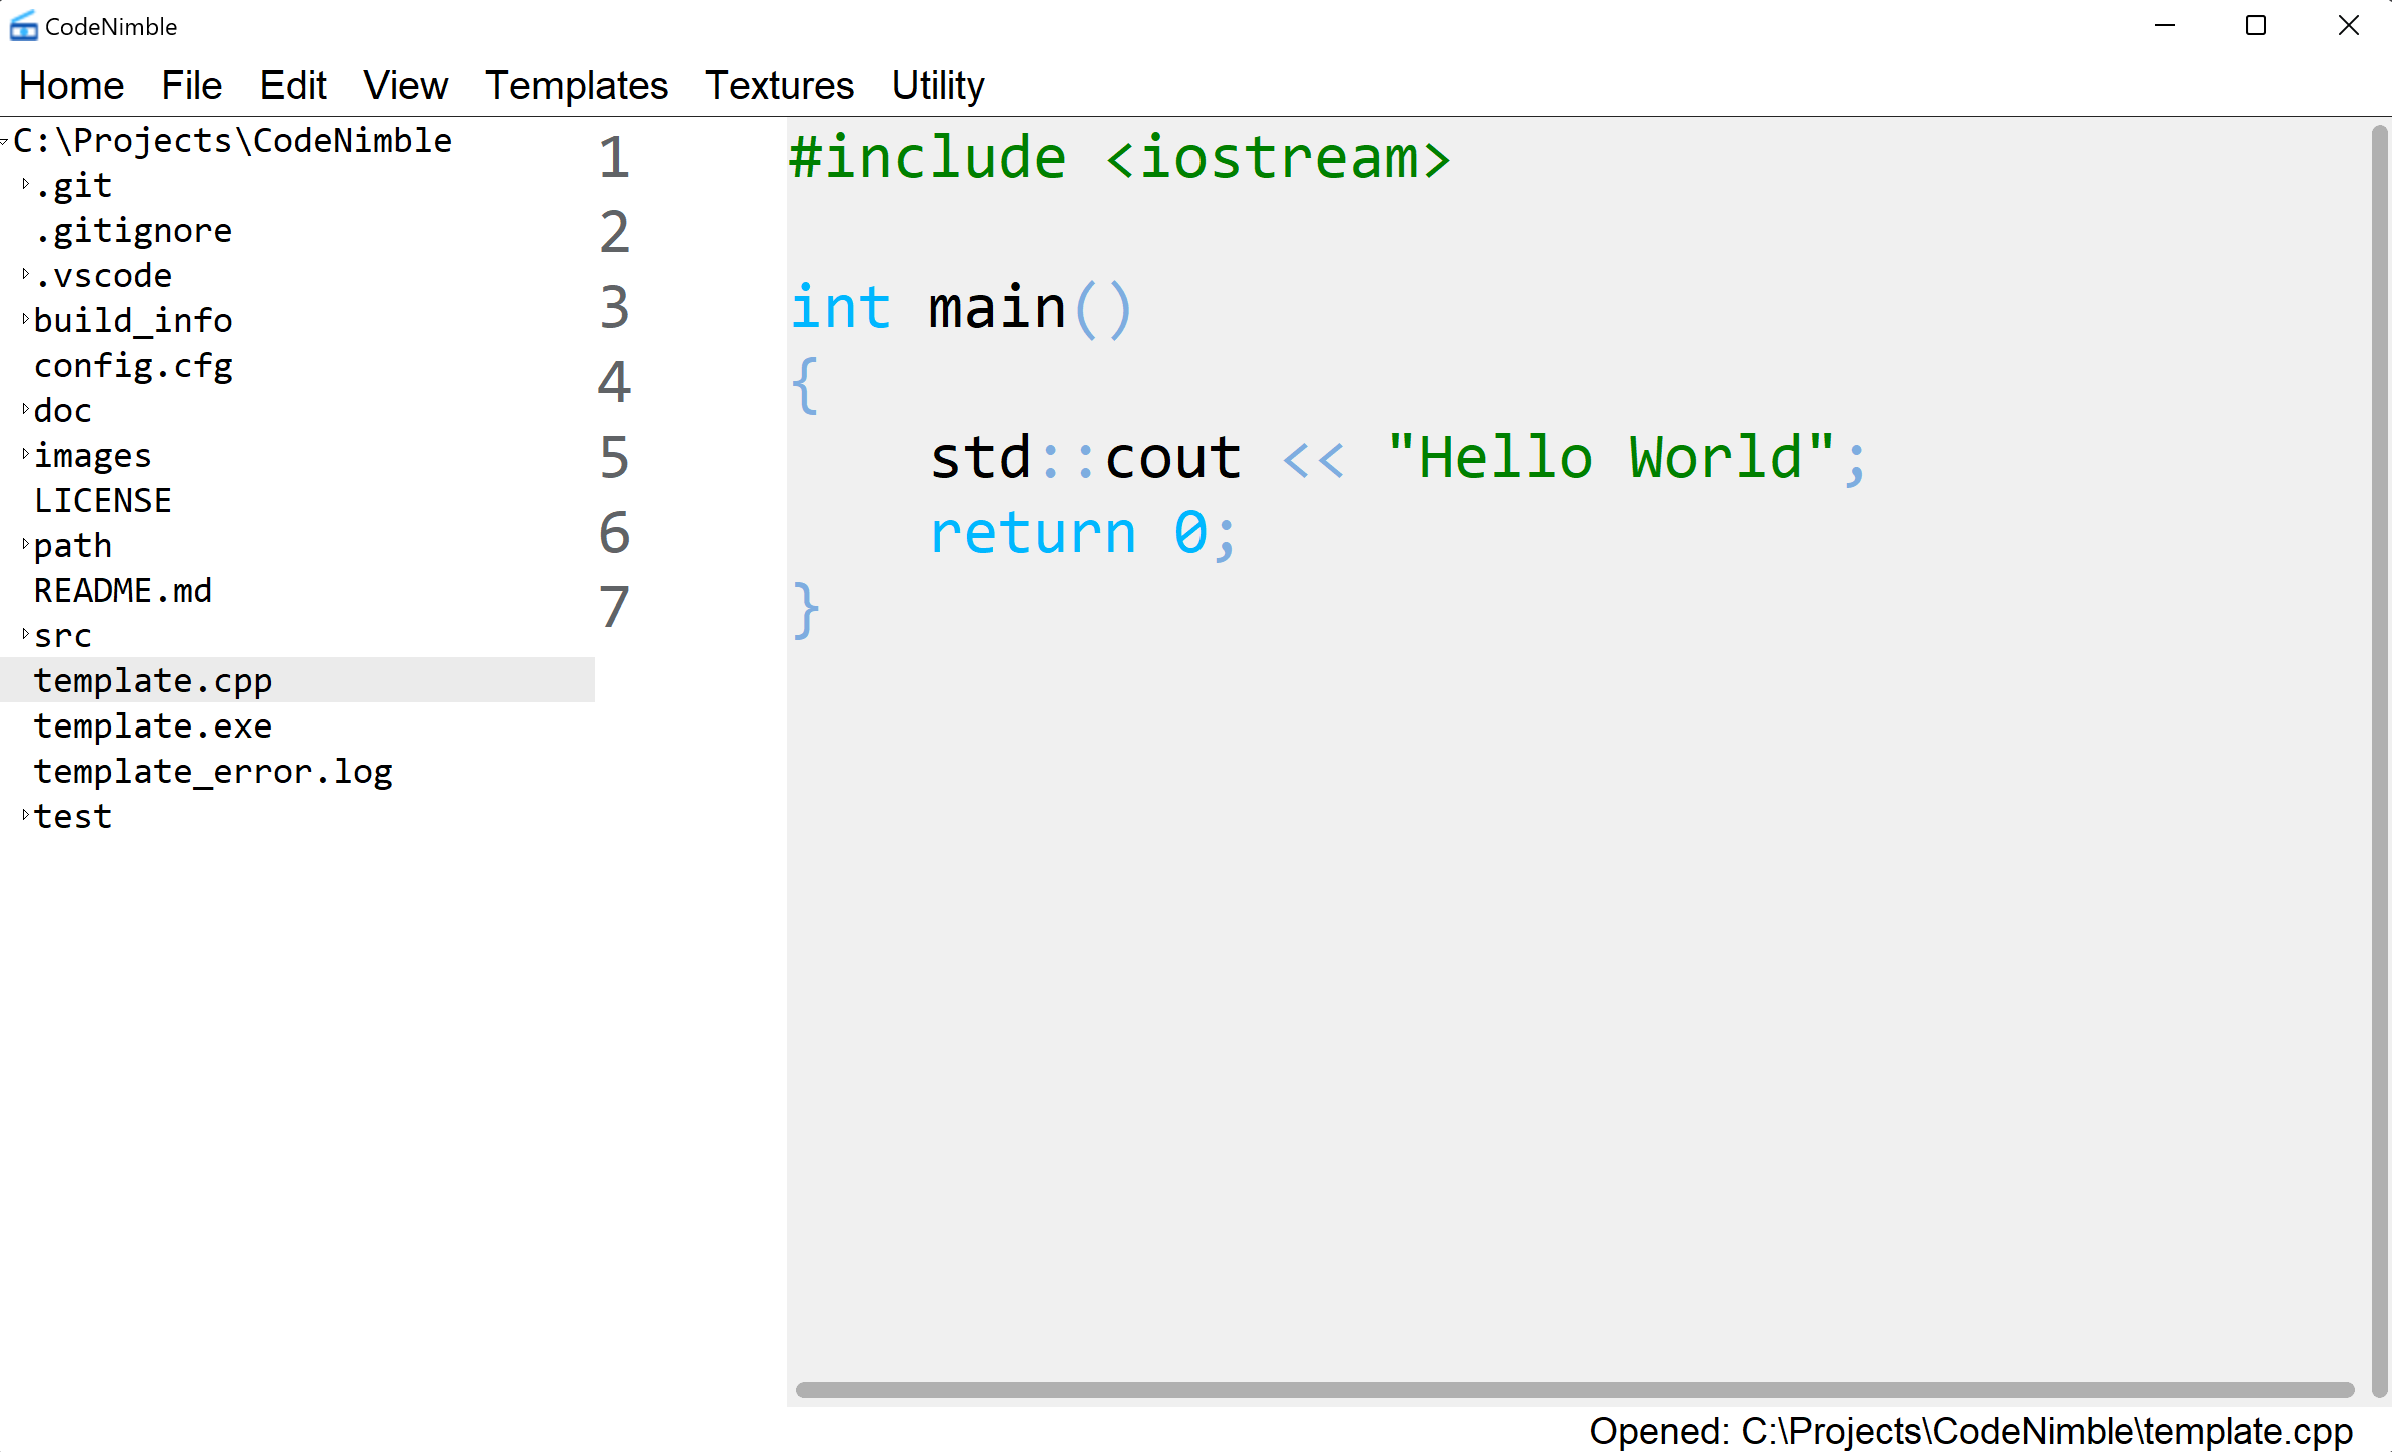 CodeNimble
Home File Edit View Templates Textures Utility
C:\Projects\CodeNimble
.git
.gitignore
.vscode
build_info
config.cfg
doc
images
LICENSE
path
README.md
src
template.cpp
template.exe
template_error.log
test
1 #include <iostream>
2
3 int main()
4 {
5     std::cout << "Hello World";
6     return 0;
7 }
Opened: C:\Projects\CodeNimble\template.cpp